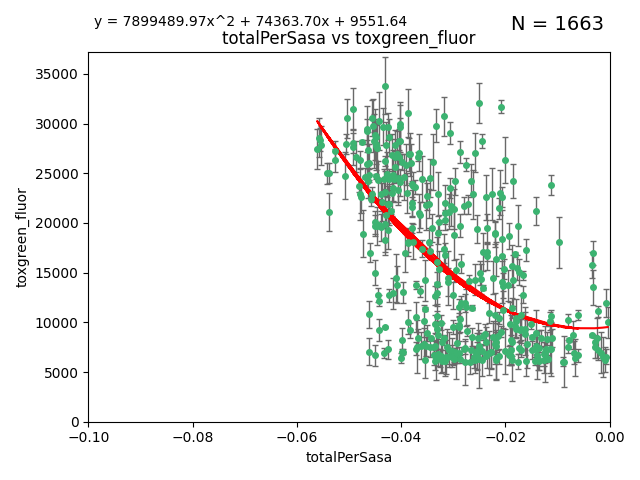 y = 7899489.97x^2 + 74363.70x + 9551.64
N = 1663
totalPerSasa vs toxgreen_fluor
35000
30000
25000
20000
15000
10000
5000
0
toxgreen_fluor
−0.10
−0.08
−0.06
−0.04
−0.02
0.00
totalPerSasa